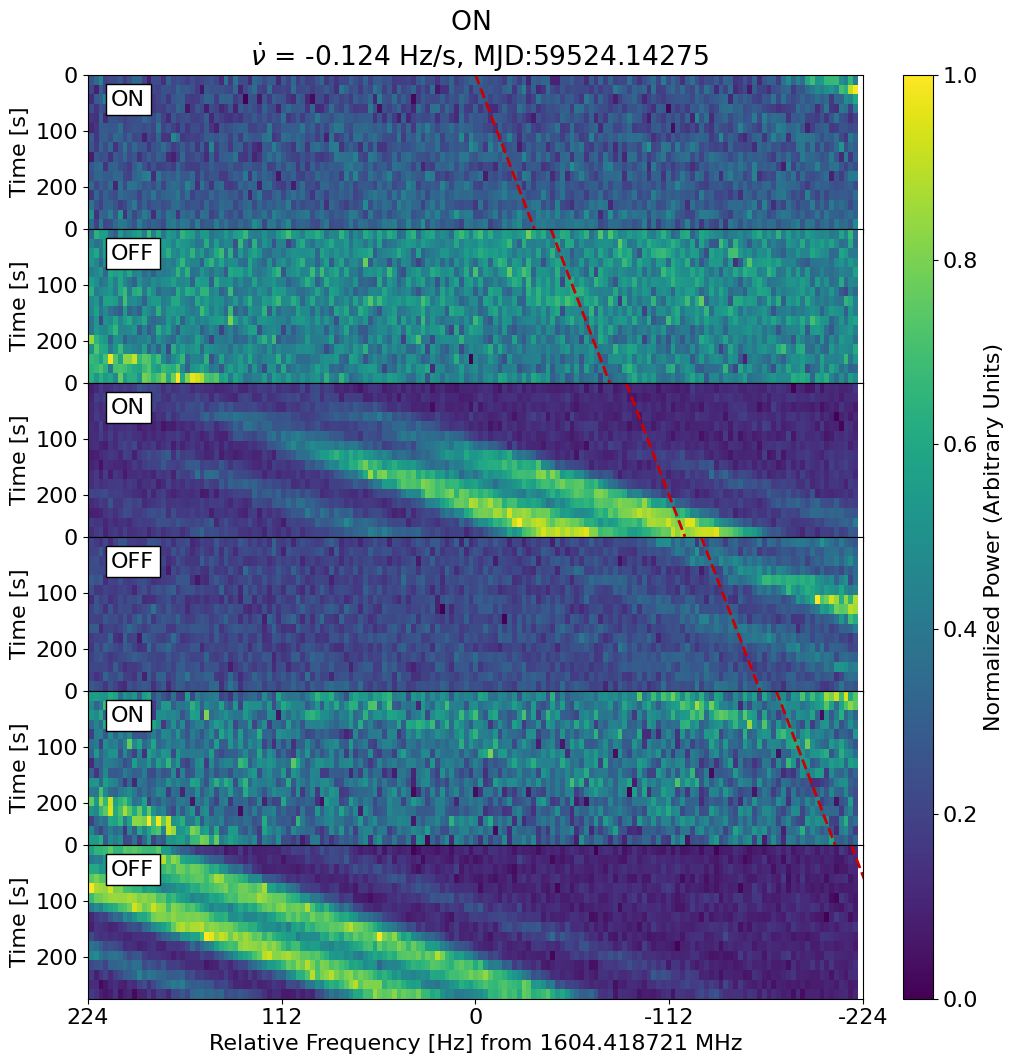 ON
ν̇ = -0.124 Hz/s, MJD:59524.14275
0
ON
100
200
Time [s]
0
OFF
100
200
Time [s]
0
ON
100
200
Time [s]
0
OFF
100
200
Time [s]
0
ON
100
200
Time [s]
0
OFF
100
200
Time [s]
224 112 0 -112 -224
Relative Frequency [Hz] from 1604.418721 MHz
1.0
0.8
0.6
0.4
0.2
0.0
Normalized Power (Arbitrary Units)